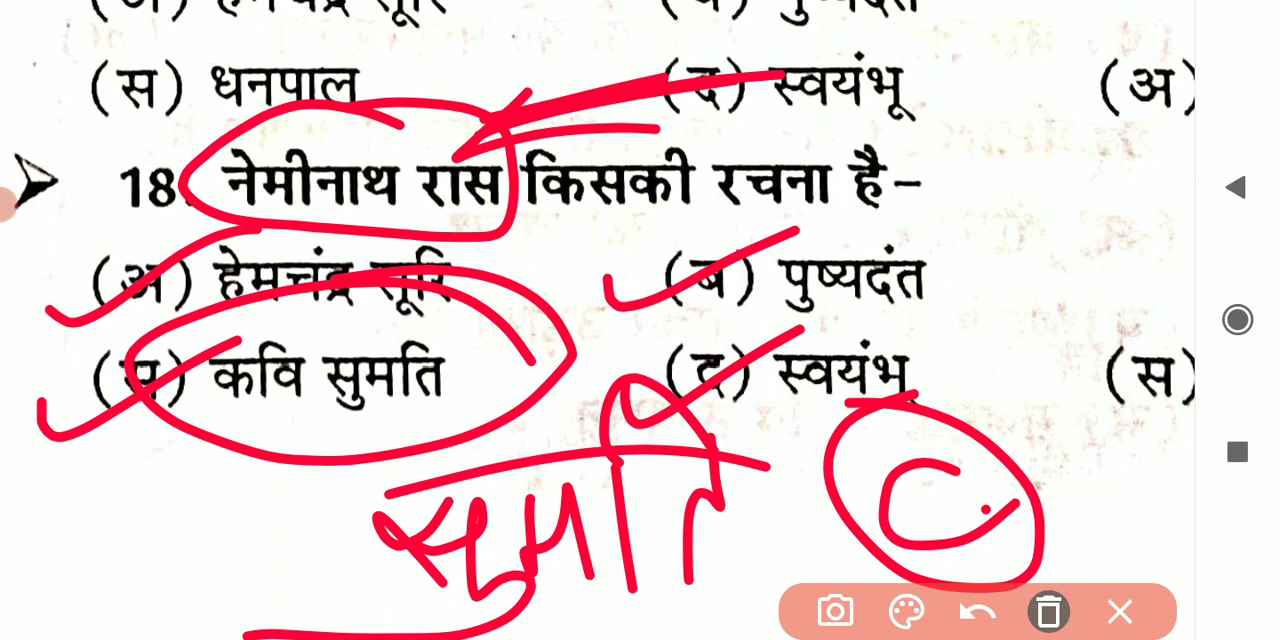 (स) धनपाल (द) स्वयंभू (अ)
18. नेमीनाथ रास किसकी रचना है-
(अ) हेमचंद्र सूरि (ब) पुष्यदंत
(स) कवि सुमति (द) स्वयंभू (स)
सुमति C.